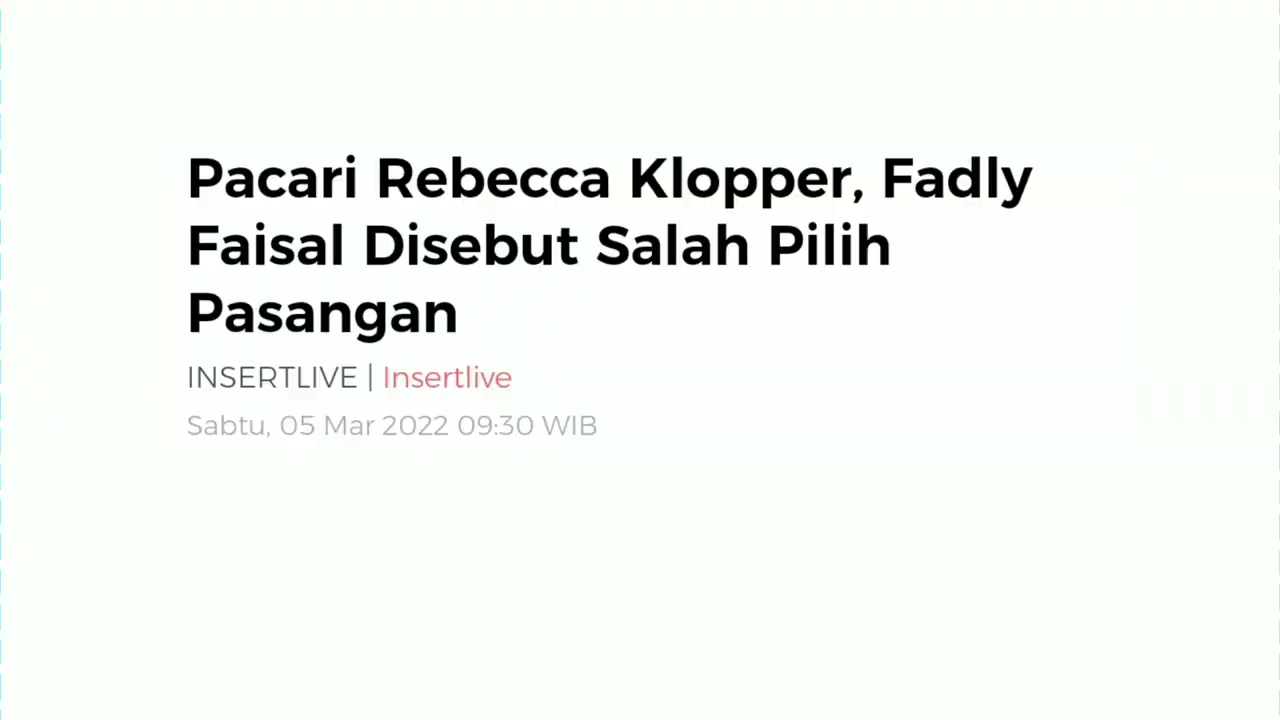 Pacari Rebecca Klopper, Fadly
Faisal Disebut Salah Pilih
Pasangan
INSERTLIVE | Insertlive
Sabtu, 05 Mar 2022 09:30 WIB